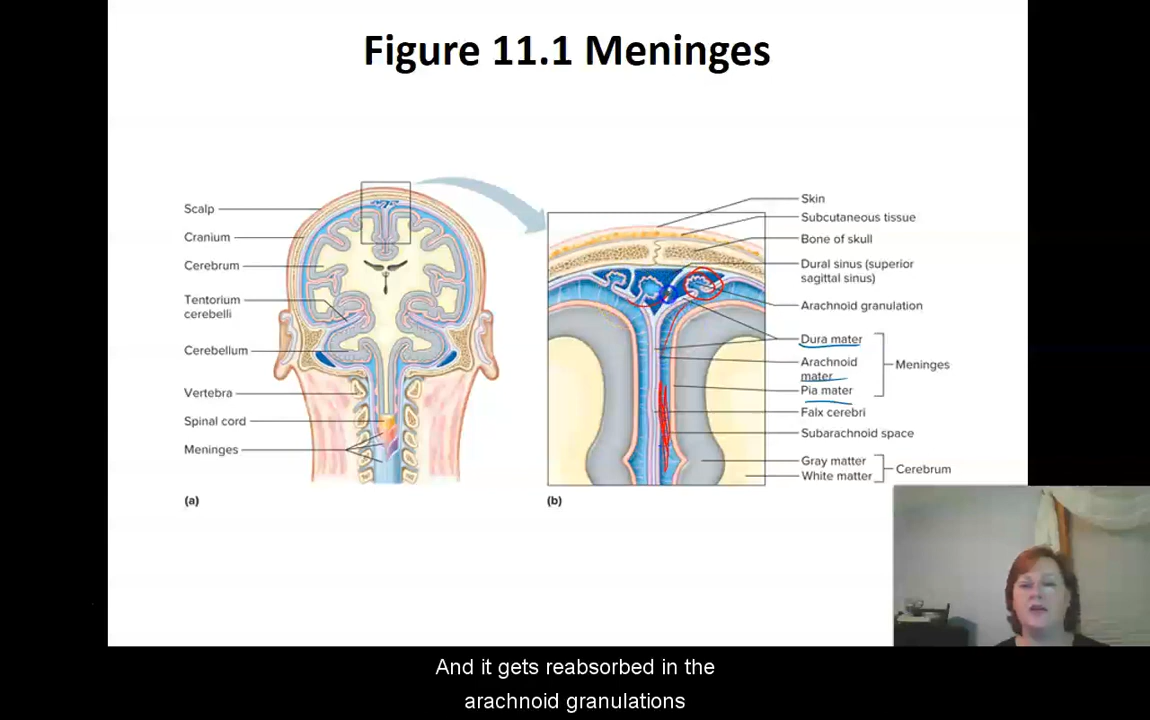 Figure 11.1 Meninges
Scalp
Cranium
Cerebrum
Tentorium
cerebelli
Cerebellum
Vertebra
Spinal cord
Meninges
(a)
Skin
Subcutaneous tissue
Bone of skull
Dural sinus (superior
sagittal sinus)
Arachnoid granulation
Dura mater
Arachnoid
mater
Pia mater
Meninges
Falx cerebri
Subarachnoid space
Gray matter
White matter
Cerebrum
(b)
And it gets reabsorbed in the
arachnoid granulations